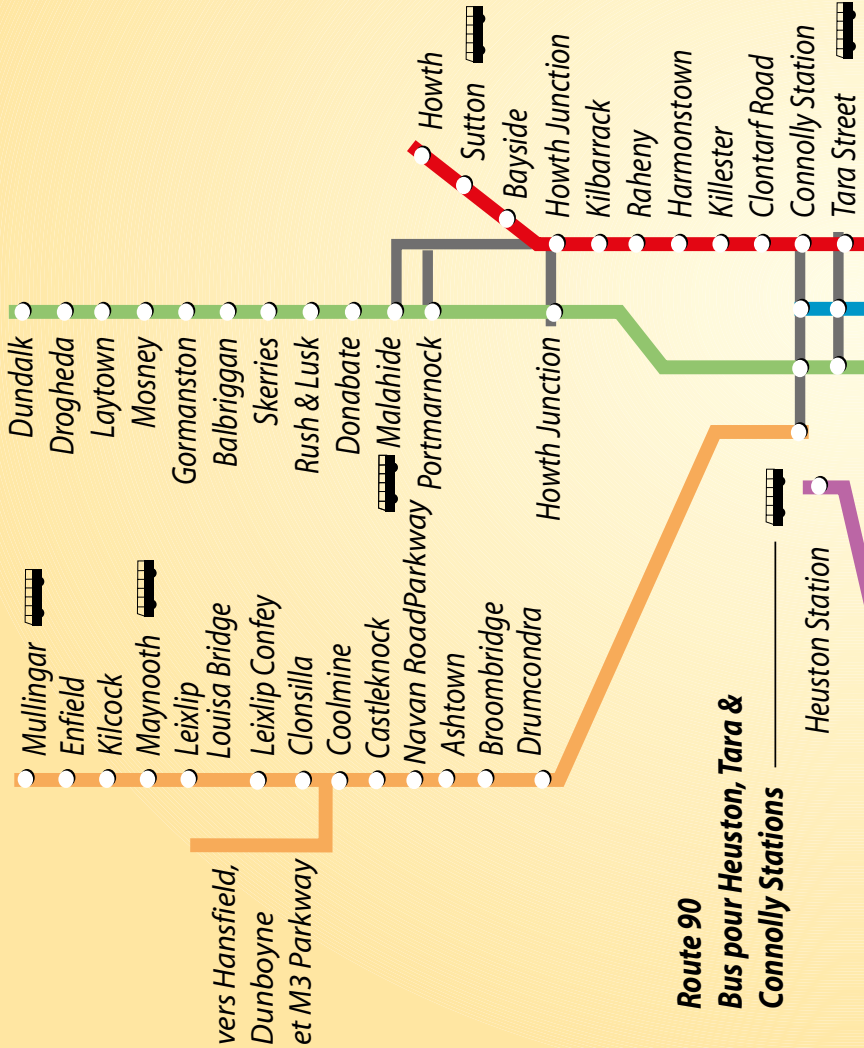 Mullingar
Enfield
Kilcock
Maynooth
Leixlip
Louisa Bridge
Leixlip Confey
Clonsilla
Coolmine
Castleknock
Navan RoadParkway
Ashtown
Broombridge
Drumcondra
vers Hansfield,
Dunboyne
et M3 Parkway
Dundalk
Drogheda
Laytown
Mosney
Gormanston
Balbriggan
Skerries
Rush & Lusk
Donabate
Malahide
Portmarnock
Howth Junction
Howth
Sutton
Bayside
Howth Junction
Kilbarrack
Raheny
Harmonstown
Killester
Clontarf Road
Connolly Station
Tara Street
Route 90
Bus pour Heuston, Tara &
Connolly Stations
Heuston Station